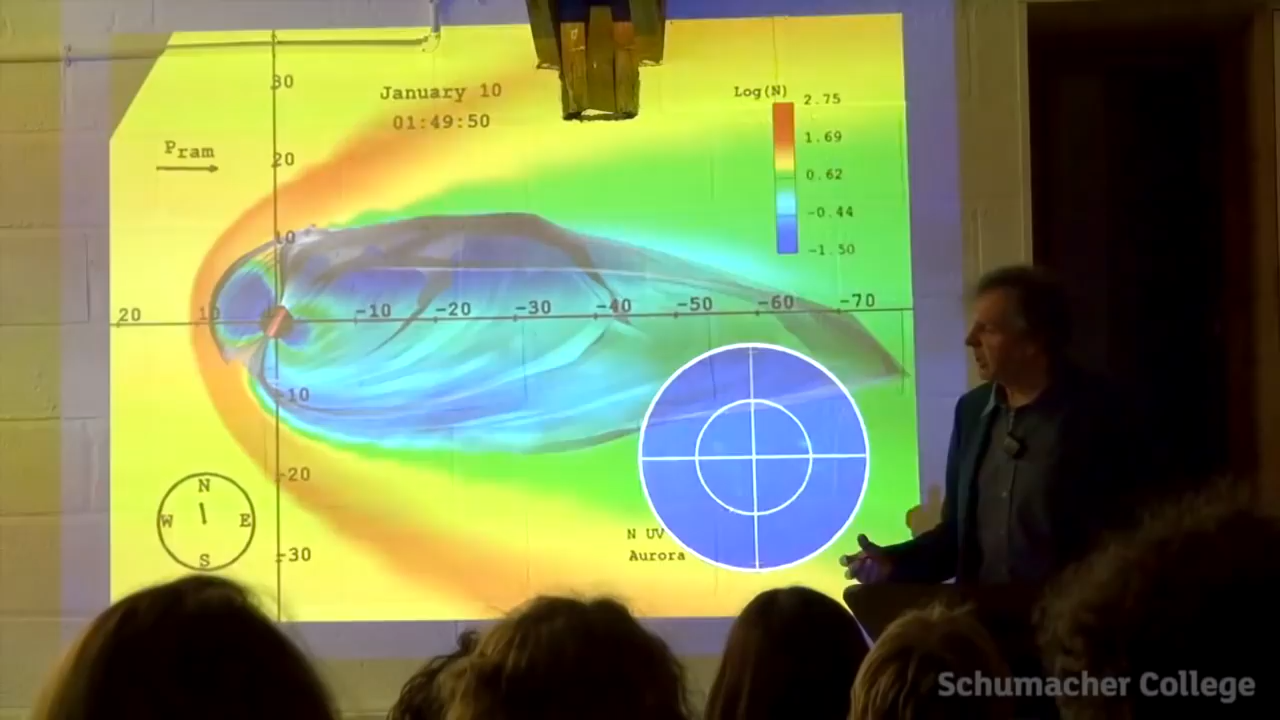 30
January 10
01:49:50
Log(N)
2.75
1.69
0.62
-0.44
-1.50
Pram
20
10
20 10 -10 -20 -30 -40 -50 -60 -70
-10
-20
-30
N
W E
S
N UV
Aurora
Schumacher College